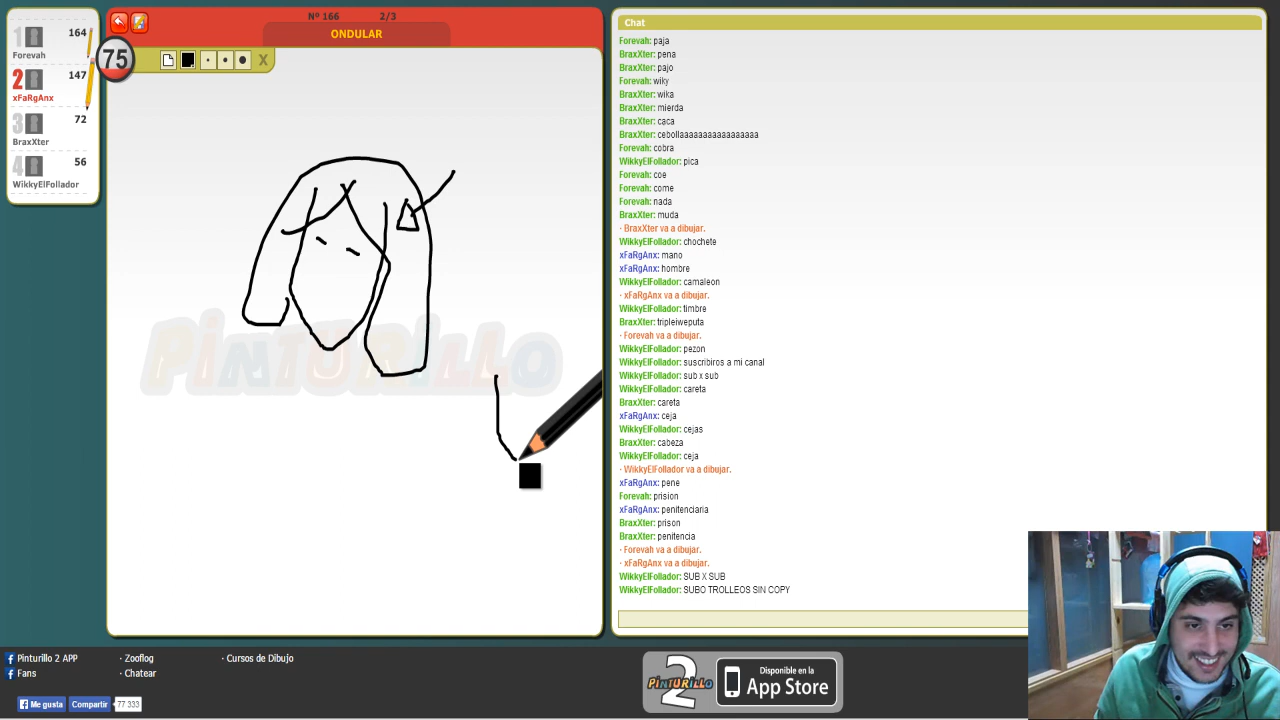 1
164
Forevah
2
147
xFaRgAnx
3
72
BraxXter
4
56
WikkyElFollador
75
Nº 166 2/3
ONDULAR
X
PINTURILLO
Chat
Forevah: paja
BraxXter: pena
BraxXter: pajo
Forevah: wiky
BraxXter: wika
BraxXter: mierda
BraxXter: caca
BraxXter: cebollaaaaaaaaaaaaaaaaa
Forevah: cobra
WikkyElFollador: pica
Forevah: coe
Forevah: come
Forevah: nada
BraxXter: muda
· BraxXter va a dibujar.
WikkyElFollador: chochete
xFaRgAnx: mano
xFaRgAnx: hombre
WikkyElFollador: camaleon
· xFaRgAnx va a dibujar.
WikkyElFollador: timbre
BraxXter: tripleiweputa
· Forevah va a dibujar.
WikkyElFollador: pezon
WikkyElFollador: suscribiros a mi canal
WikkyElFollador: sub x sub
WikkyElFollador: careta
BraxXter: careta
xFaRgAnx: ceja
WikkyElFollador: cejas
BraxXter: cabeza
WikkyElFollador: ceja
· WikkyElFollador va a dibujar.
xFaRgAnx: pene
Forevah: prision
xFaRgAnx: penitenciaria
BraxXter: prison
BraxXter: penitencia
· Forevah va a dibujar.
· xFaRgAnx va a dibujar.
WikkyElFollador: SUB X SUB
WikkyElFollador: SUBO TROLLEOS SIN COPY
Pinturillo 2 APP
Fans
· Zooflog
· Chatear
· Cursos de Dibujo
Me gusta
Compartir
77 333
PINTURILLO 2
Disponible en la
App Store